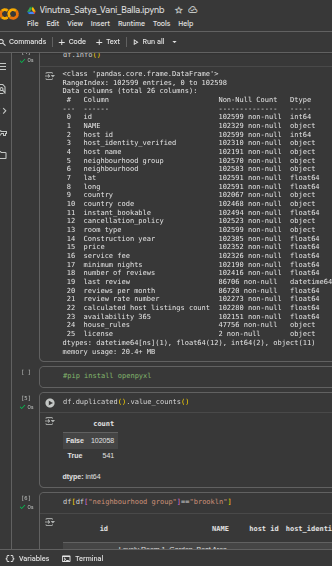 Vinutna_Satya_Vani_Balla.ipynb
File Edit View Insert Runtime Tools Help
Commands + Code + Text Run all
df.info()
0s
<class 'pandas.core.frame.DataFrame'>
RangeIndex: 102599 entries, 0 to 102598
Data columns (total 26 columns):
# Column Non-Null Count Dtype
--- ------ -------------- -----
0 id 102599 non-null int64
1 NAME 102329 non-null object
2 host id 102599 non-null int64
3 host_identity_verified 102310 non-null object
4 host name 102191 non-null object
5 neighbourhood group 102570 non-null object
6 neighbourhood 102583 non-null object
7 lat 102591 non-null float64
8 long 102591 non-null float64
9 country 102067 non-null object
10 country code 102468 non-null object
11 instant_bookable 102494 non-null float64
12 cancellation_policy 102523 non-null object
13 room type 102599 non-null object
14 Construction year 102385 non-null float64
15 price 102352 non-null float64
16 service fee 102326 non-null float64
17 minimum nights 102190 non-null float64
18 number of reviews 102416 non-null float64
19 last review 86706 non-null datetime64
20 reviews per month 86720 non-null float64
21 review rate number 102273 non-null float64
22 calculated host listings count 102280 non-null float64
23 availability 365 102151 non-null float64
24 house_rules 47756 non-null object
25 license 2 non-null object
dtypes: datetime64[ns](1), float64(12), int64(2), object(11)
memory usage: 20.4+ MB
[ ] #pip install openpyxl
[5] df.duplicated().value_counts()
0s
count
False 102058
True 541
dtype: int64
[6] df[df["neighbourhood group"]=="brookln"]
0s
id NAME host id host_identi
Variables Terminal